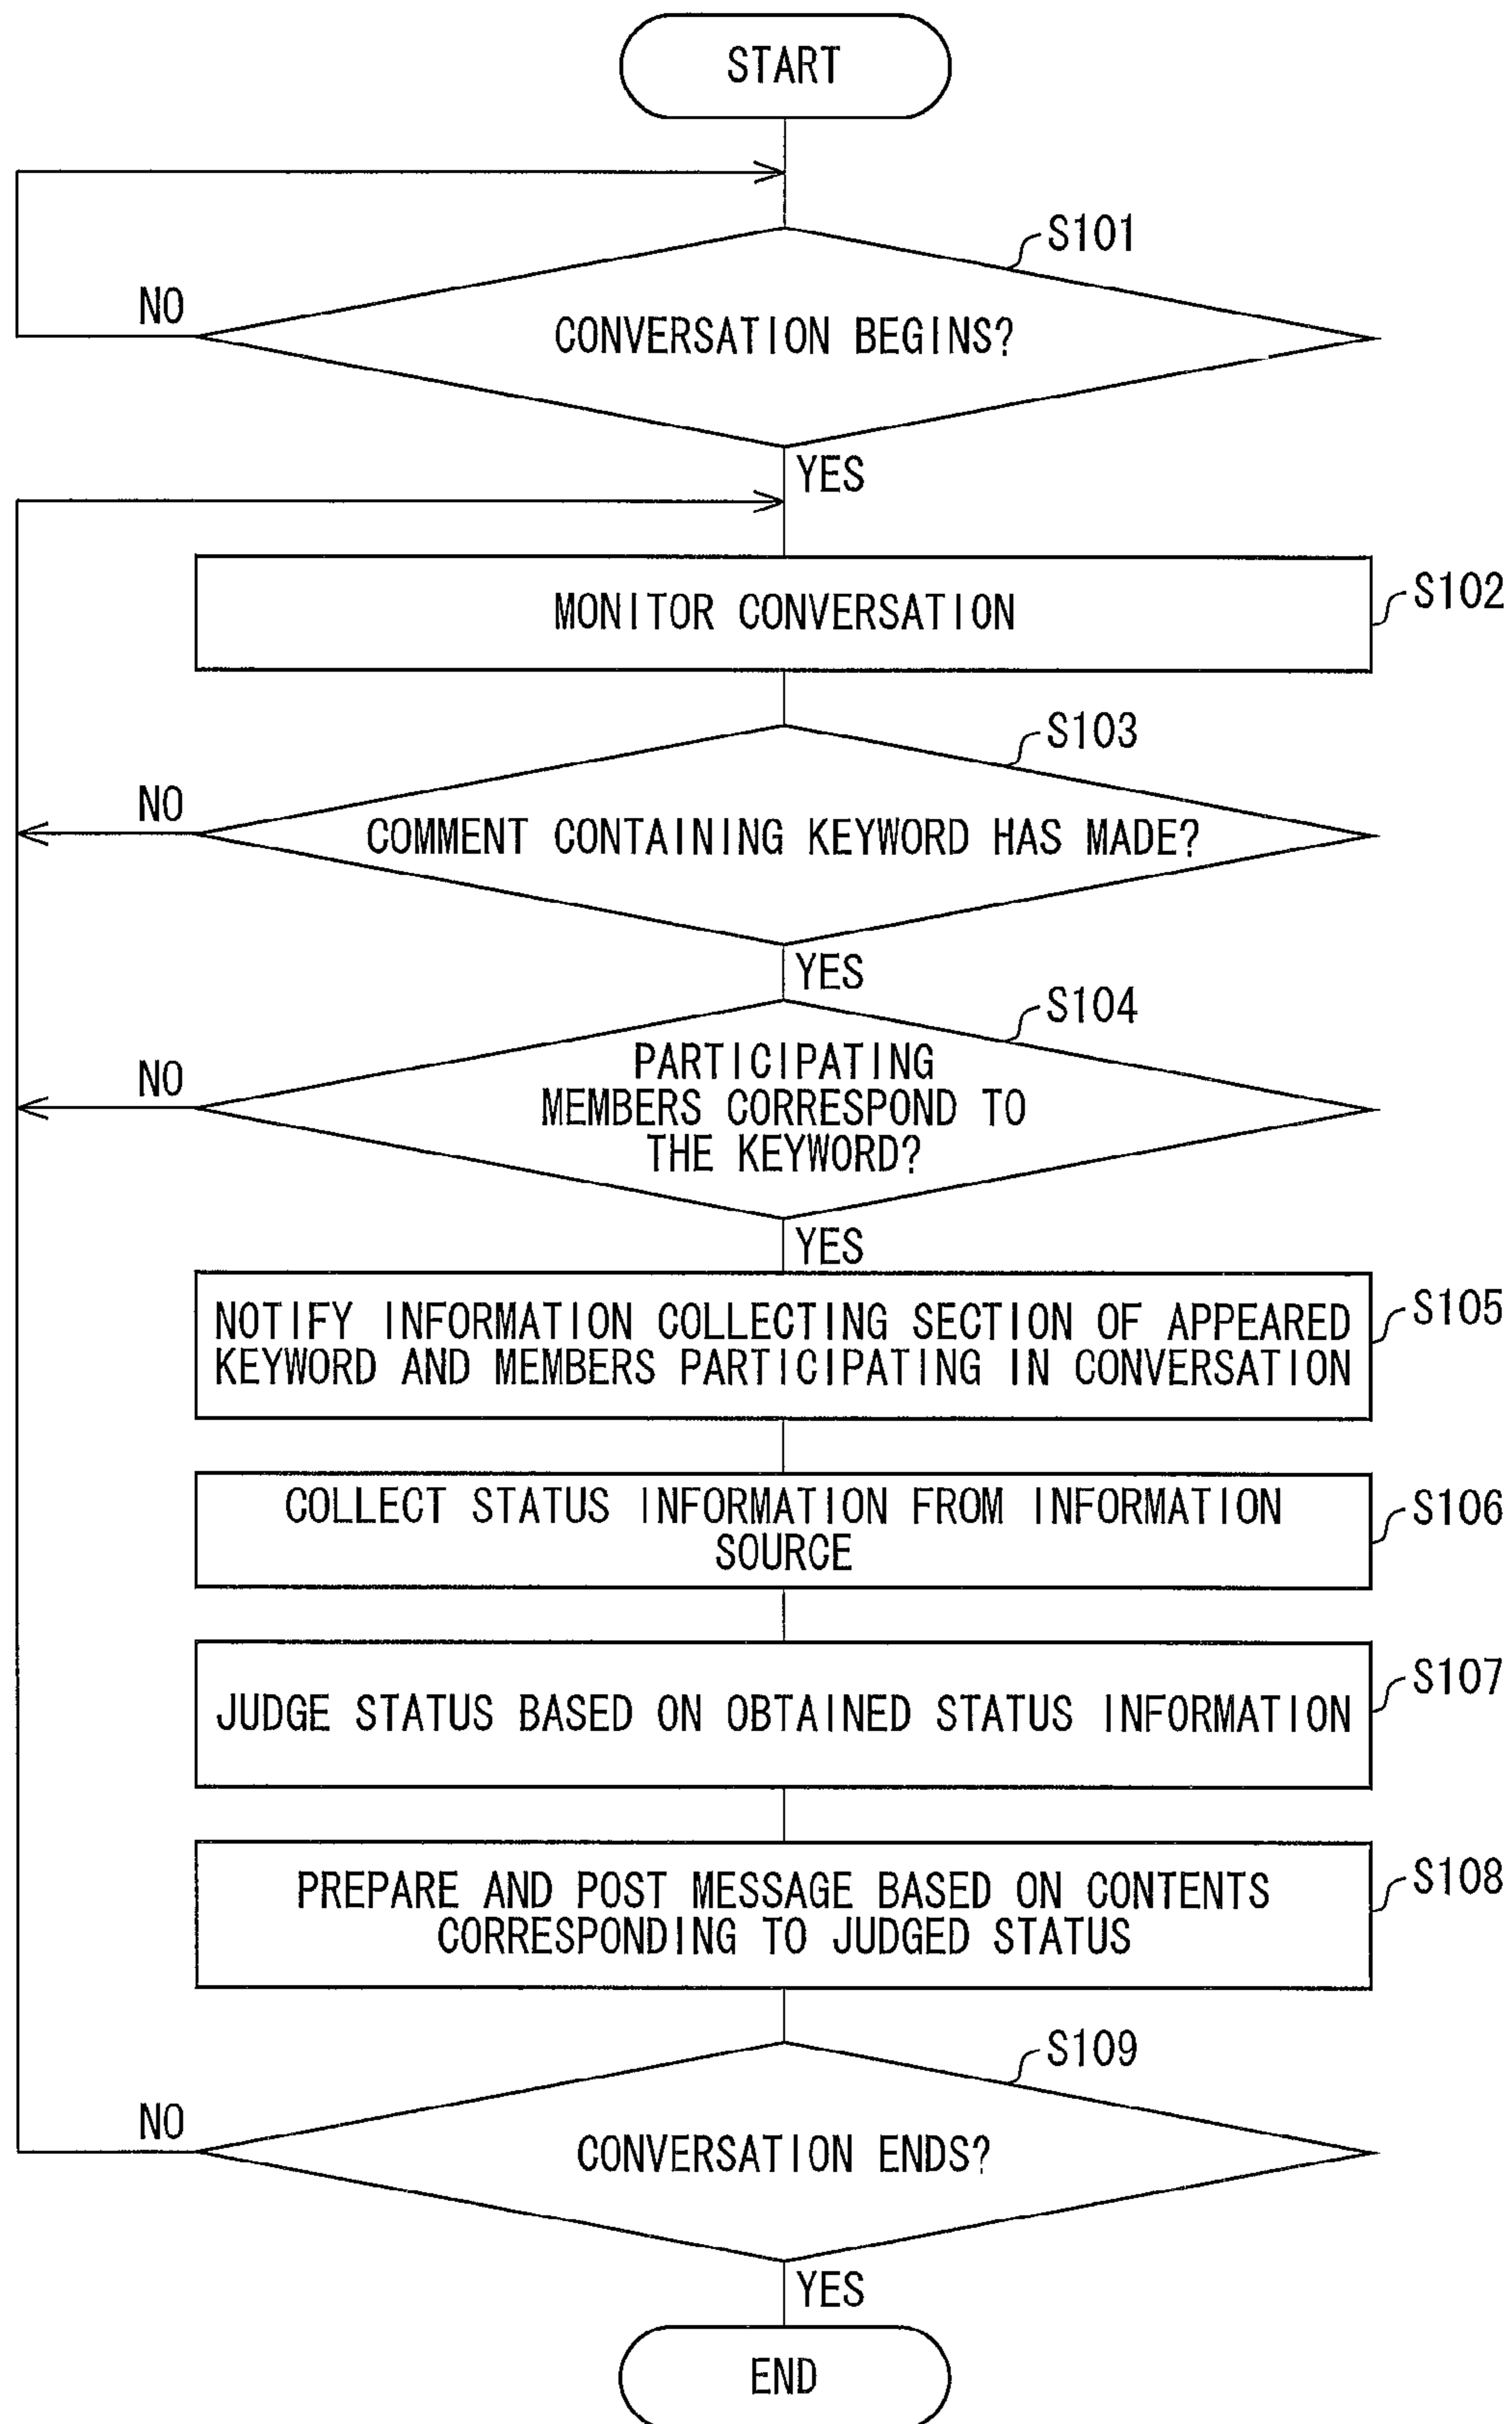 START
S101
NO
CONVERSATION BEGINS?
YES
MONITOR CONVERSATION
S102
S103
NO
COMMENT CONTAINING KEYWORD HAS MADE?
YES
S104
NO
PARTICIPATING
MEMBERS CORRESPOND TO
THE KEYWORD?
YES
NOTIFY INFORMATION COLLECTING SECTION OF APPEARED
KEYWORD AND MEMBERS PARTICIPATING IN CONVERSATION
S105
COLLECT STATUS INFORMATION FROM INFORMATION
SOURCE
S106
JUDGE STATUS BASED ON OBTAINED STATUS INFORMATION
S107
PREPARE AND POST MESSAGE BASED ON CONTENTS
CORRESPONDING TO JUDGED STATUS
S108
S109
NO
CONVERSATION ENDS?
YES
END